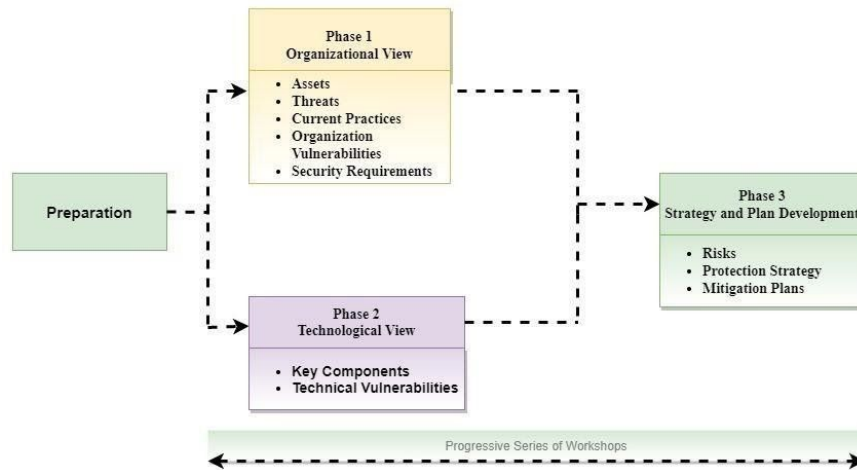 Phase 1
Organizational View
• Assets
• Threats
• Current Practices
• Organization
Vulnerabilities
• Security Requirements
Preparation
Phase 2
Technological View
• Key Components
• Technical Vulnerabilities
Phase 3
Strategy and Plan Development
• Risks
• Protection Strategy
• Mitigation Plans
Progressive Series of Workshops